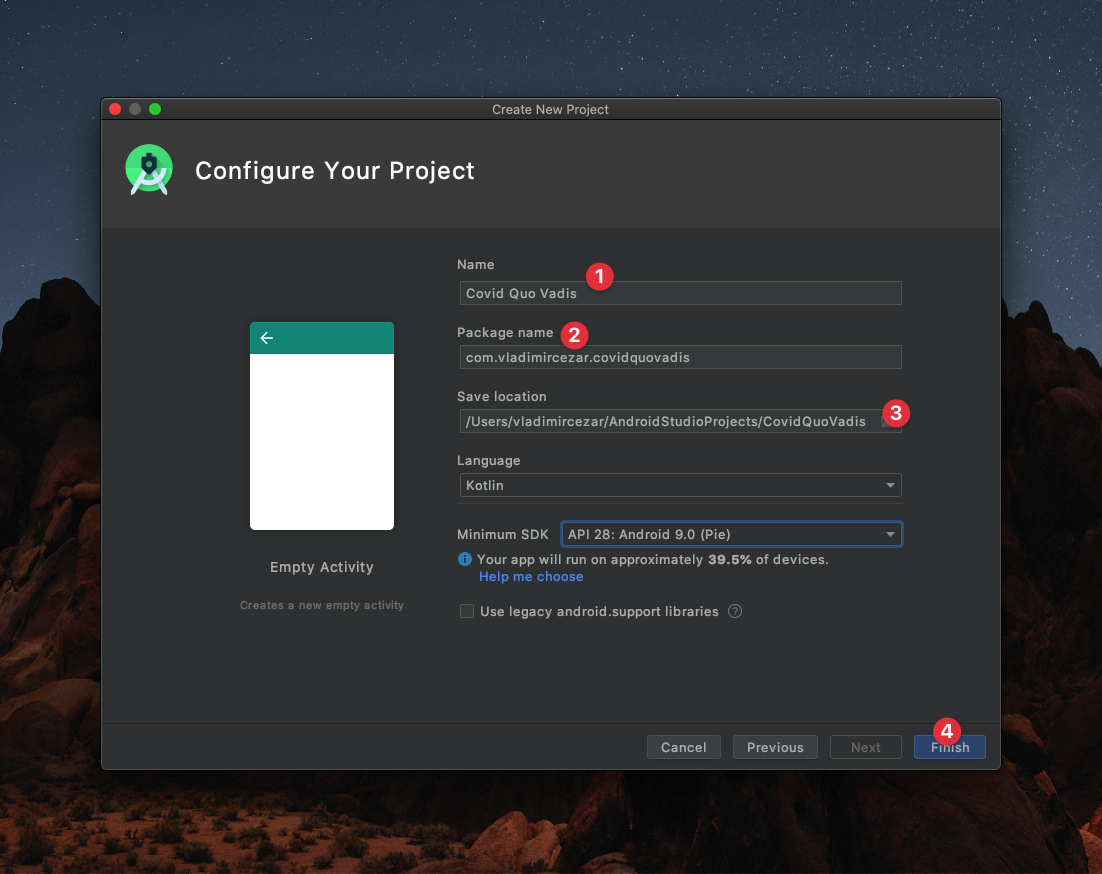 Create New Project
Configure Your Project
Name
1
Covid Quo Vadis
Package name
2
com.vladimircezar.covidquovadis
Save location
3
/Users/vladimircezar/AndroidStudioProjects/CovidQuoVadis
Language
Kotlin
Minimum SDK API 28: Android 9.0 (Pie)
i Your app will run on approximately 39.5% of devices.
Help me choose
Use legacy android.support libraries ?
Empty Activity
Creates a new empty activity
4
Cancel Previous Next Finish